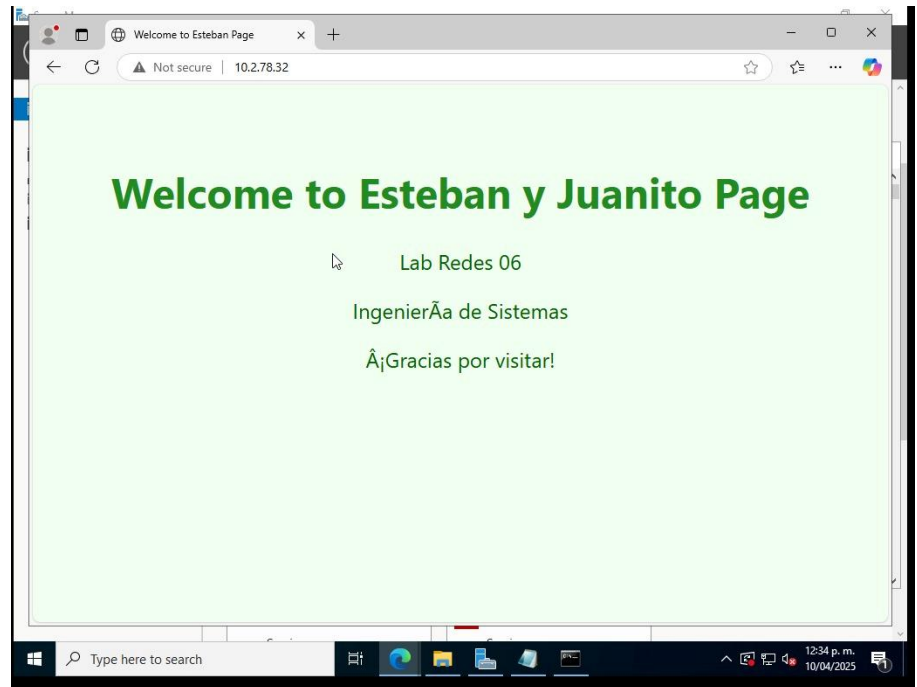 Welcome to Esteban Page
Not secure | 10.2.78.32
Welcome to Esteban y Juanito Page
Lab Redes 06
IngenierÃa de Sistemas
Â¡Gracias por visitar!
Type here to search
12:34 p. m.
10/04/2025
1